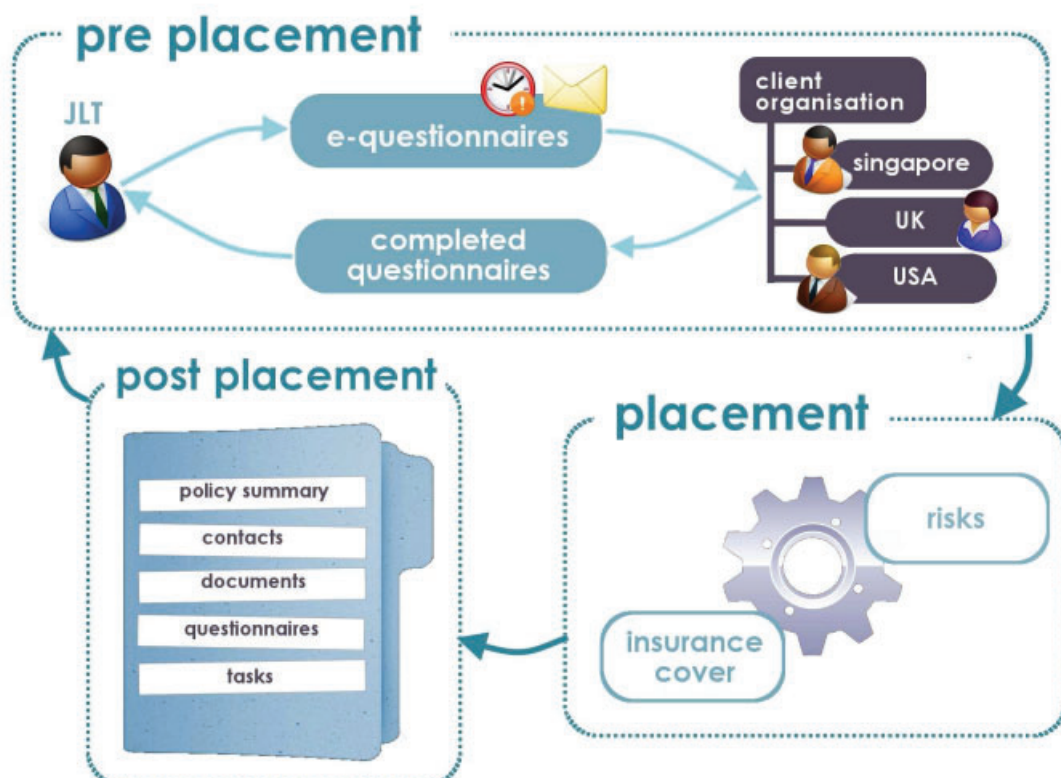 pre placement
JLT
e-questionnaires
completed
questionnaires
client
organisation
singapore
UK
USA
post placement
policy summary
contacts
documents
questionnaires
tasks
placement
risks
insurance
cover